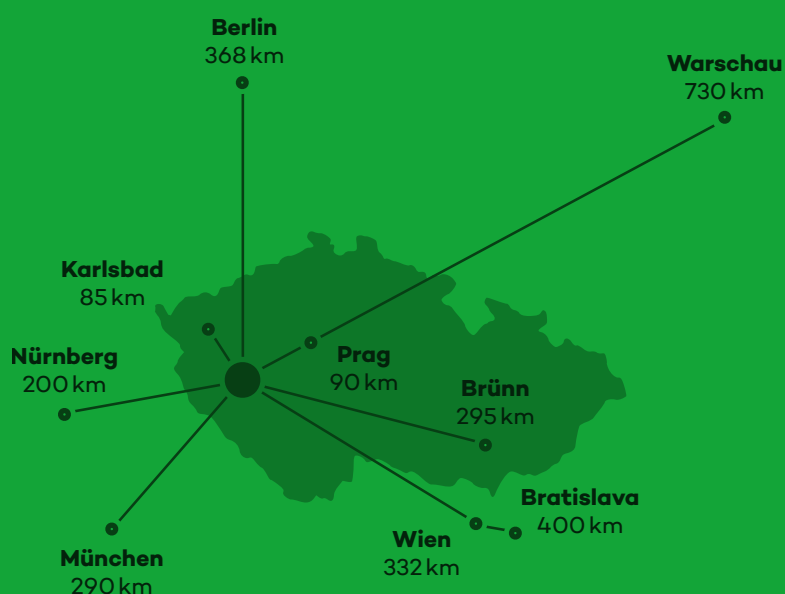 Berlin
368 km
Warschau
730 km
Karlsbad
85 km
Nürnberg
200 km
Prag
90 km
Brünn
295 km
Bratislava
400 km
Wien
332 km
München
290 km